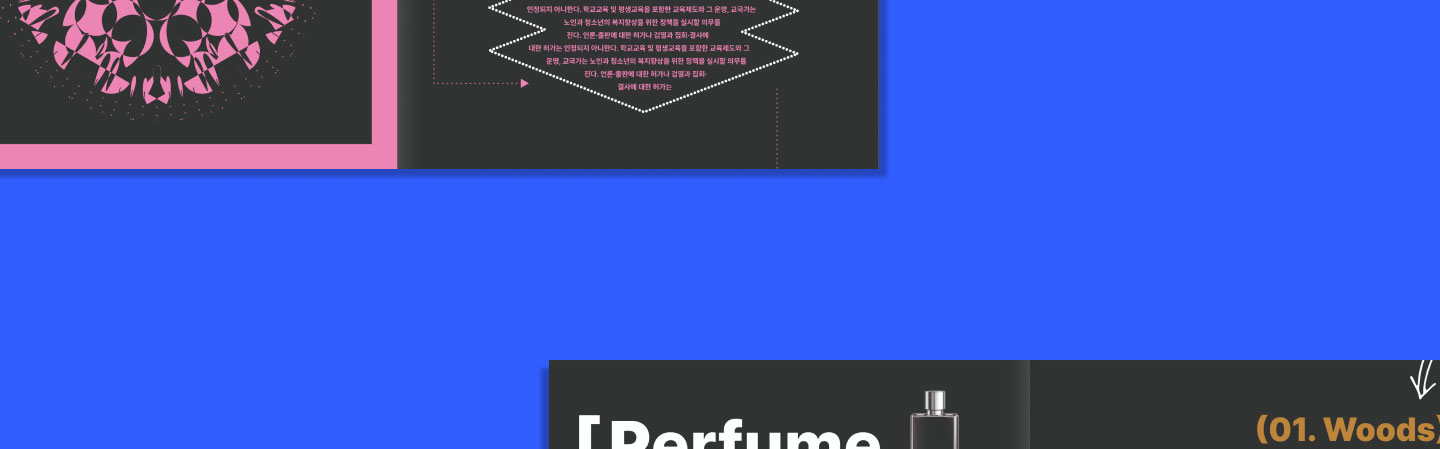 인정되지 아니한다. 학교교육 및 평생교육을 포함한 교육제도와 그 운영, 교국가는
노인과 청소년의 복지향상을 위한 정책을 실시할 의무를
진다. 언론·출판에 대한 허가나 검열과 집회·결사에
대한 허가는 인정되지 아니한다. 학교교육 및 평생교육을 포함한 교육제도와 그
운영, 교국가는 노인과 청소년의 복지향상을 위한 정책을 실시할 의무를
진다. 언론·출판에 대한 허가나 검열과 집회·
결사에 대한 허가는
[Perfume
(01. Woods)